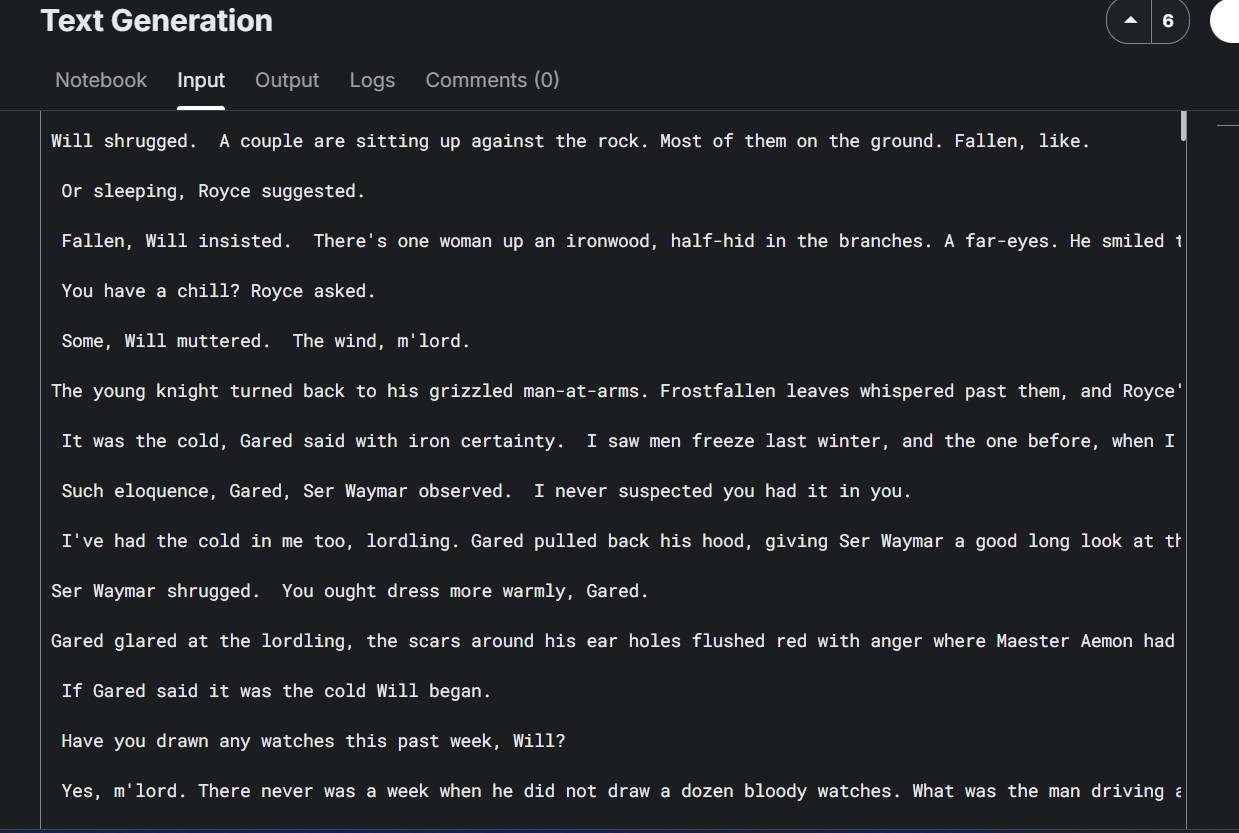 Text Generation
6
Notebook Input Output Logs Comments (0)
Will shrugged.  A couple are sitting up against the rock. Most of them on the ground. Fallen, like.
Or sleeping, Royce suggested.
Fallen, Will insisted.  There's one woman up an ironwood, half-hid in the branches. A far-eyes. He smiled
You have a chill? Royce asked.
Some, Will muttered.  The wind, m'lord.
The young knight turned back to his grizzled man-at-arms. Frostfallen leaves whispered past them, and Royce'
It was the cold, Gared said with iron certainty.  I saw men freeze last winter, and the one before, when I
Such eloquence, Gared, Ser Waymar observed.  I never suspected you had it in you.
I've had the cold in me too, lordling. Gared pulled back his hood, giving Ser Waymar a good long look at
Ser Waymar shrugged.  You ought dress more warmly, Gared.
Gared glared at the lordling, the scars around his ear holes flushed red with anger where Maester Aemon had
If Gared said it was the cold Will began.
Have you drawn any watches this past week, Will?
Yes, m'lord. There never was a week when he did not draw a dozen bloody watches. What was the man driving